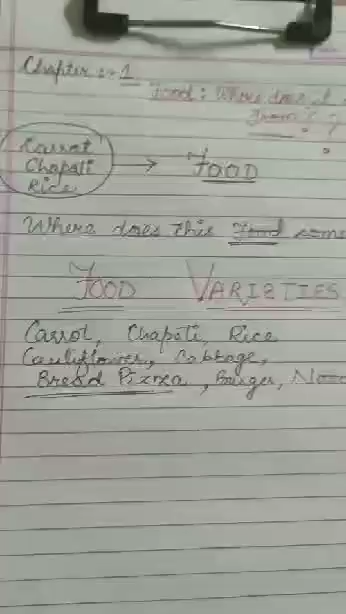 Chapter :- 1
Food: Where does it
from?
Carrot
Chapati
Rice
→ FOOD
Where does this Food come
FOOD VARIETIES
Carrot, Chapati, Rice
Cauliflower, Cabbage,
Bread Pizza, Burger,